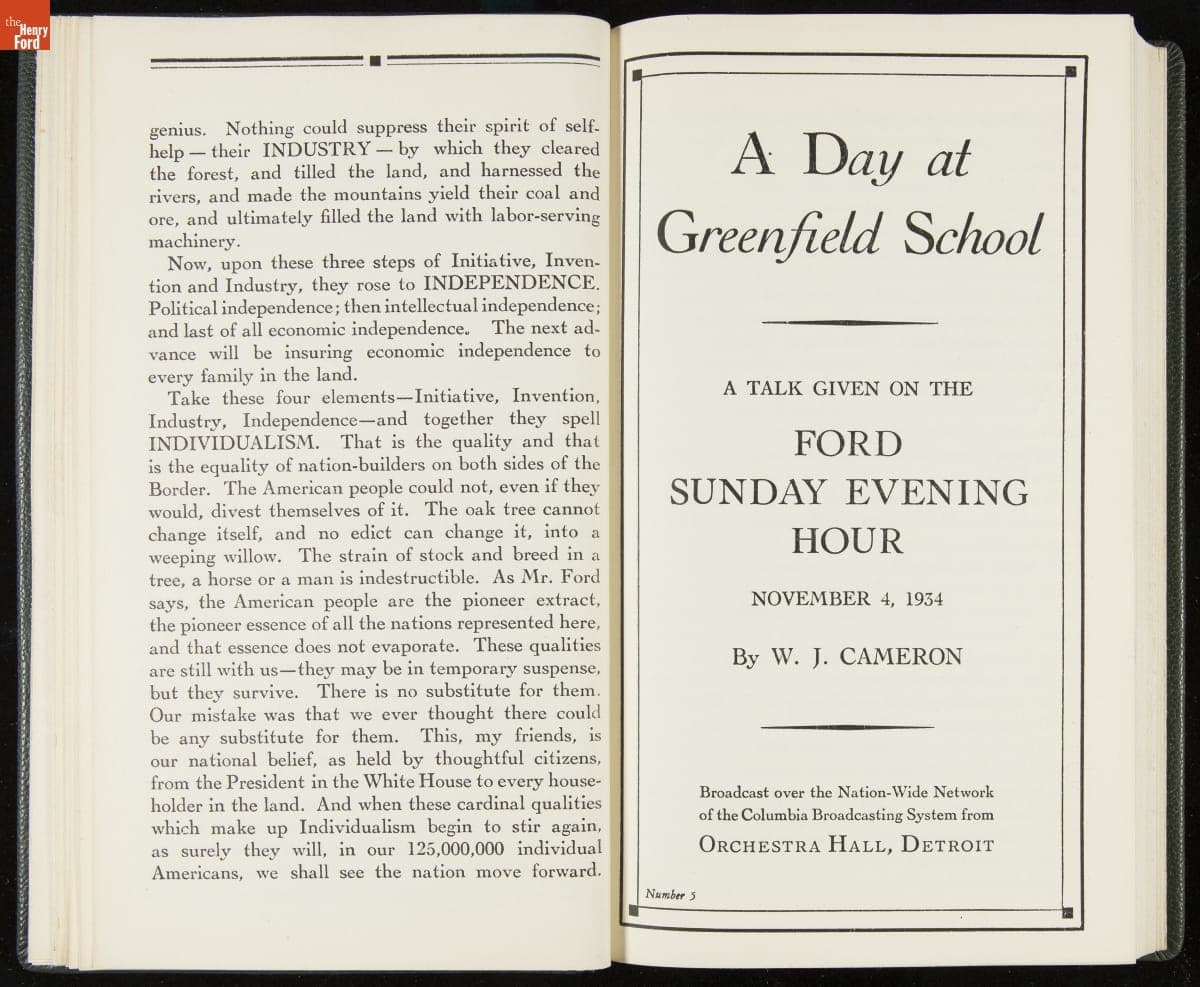 the
Henry
Ford
genius. Nothing could suppress their spirit of self-
help — their INDUSTRY — by which they cleared
the forest, and tilled the land, and harnessed the
rivers, and made the mountains yield their coal and
ore, and ultimately filled the land with labor-serving
machinery.
Now, upon these three steps of Initiative, Inven-
tion and Industry, they rose to INDEPENDENCE.
Political independence; then intellectual independence;
and last of all economic independence. The next ad-
vance will be insuring economic independence to
every family in the land.
Take these four elements—Initiative, Invention,
Industry, Independence—and together they spell
INDIVIDUALISM. That is the quality and that
is the equality of nation-builders on both sides of the
Border. The American people could not, even if they
would, divest themselves of it. The oak tree cannot
change itself, and no edict can change it, into a
weeping willow. The strain of stock and breed in a
tree, a horse or a man is indestructible. As Mr. Ford
says, the American people are the pioneer extract,
the pioneer essence of all the nations represented here,
and that essence does not evaporate. These qualities
are still with us—they may be in temporary suspense,
but they survive. There is no substitute for them.
Our mistake was that we ever thought there could
be any substitute for them. This, my friends, is
our national belief, as held by thoughtful citizens,
from the President in the White House to every house-
holder in the land. And when these cardinal qualities
which make up Individualism begin to stir again,
as surely they will, in our 125,000,000 individual
Americans, we shall see the nation move forward.
A Day at
Greenfield School
A TALK GIVEN ON THE
FORD
SUNDAY EVENING
HOUR
NOVEMBER 4, 1934
By W. J. CAMERON
Broadcast over the Nation-Wide Network
of the Columbia Broadcasting System from
ORCHESTRA HALL, DETROIT
Number 5